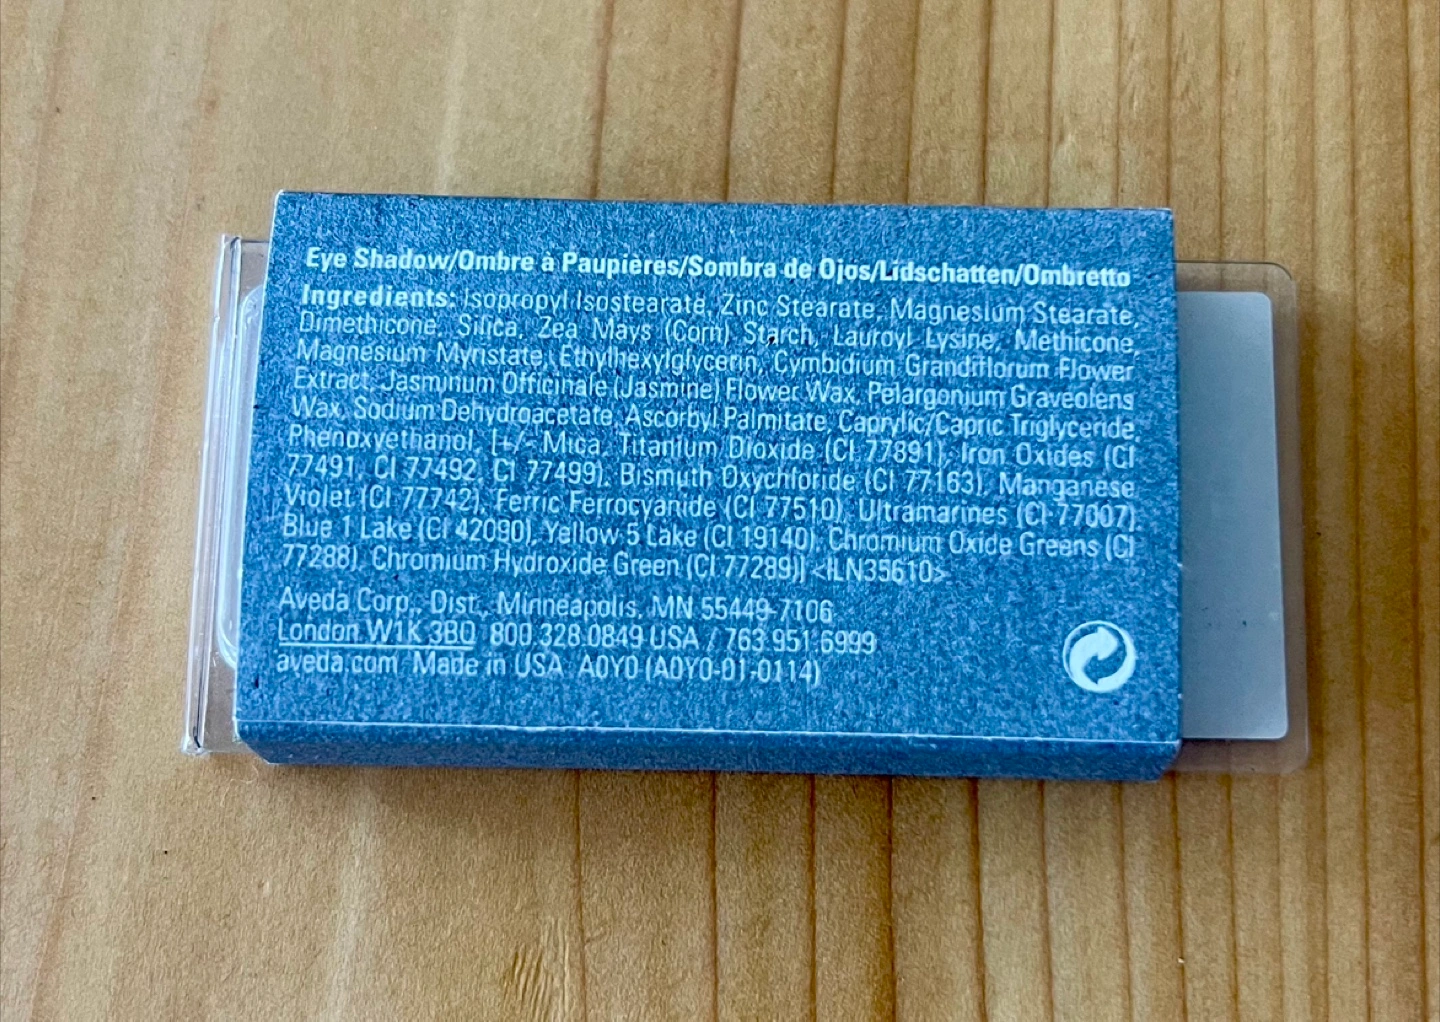 Eye Shadow/Ombre à Paupières/Sombra de Ojos/Lidschatten/Ombretto
Ingredients: Isopropyl Isostearate, Zinc Stearate, Magnesium Stearate,
Dimethicone, Silica, Zea Mays (Corn) Starch, Lauroyl Lysine, Methicone,
Magnesium Myristate, Ethylhexylglycerin, Cymbidium Grandiflorum Flower
Extract, Jasminum Officinale (Jasmine) Flower Wax, Pelargonium Graveolens
Wax, Sodium Dehydroacetate, Ascorbyl Palmitate, Caprylic/Capric Triglyceride,
Phenoxyethanol, [+/- Mica, Titanium Dioxide (CI 77891), Iron Oxides (CI
77491, CI 77492, CI 77499), Bismuth Oxychloride (CI 77163), Manganese
Violet (CI 77742), Ferric Ferrocyanide (CI 77510), Ultramarines (CI 77007),
Blue 1 Lake (CI 42090), Yellow 5 Lake (CI 19140), Chromium Oxide Greens (CI
77288), Chromium Hydroxide Green (CI 77289)] <ILN35610>
Aveda Corp., Dist., Minneapolis, MN 55449-7106
London W1K 3BQ 800.328.0849 USA / 763.951.6999
aveda.com Made in USA A0Y0 (A0Y0-01-0114)